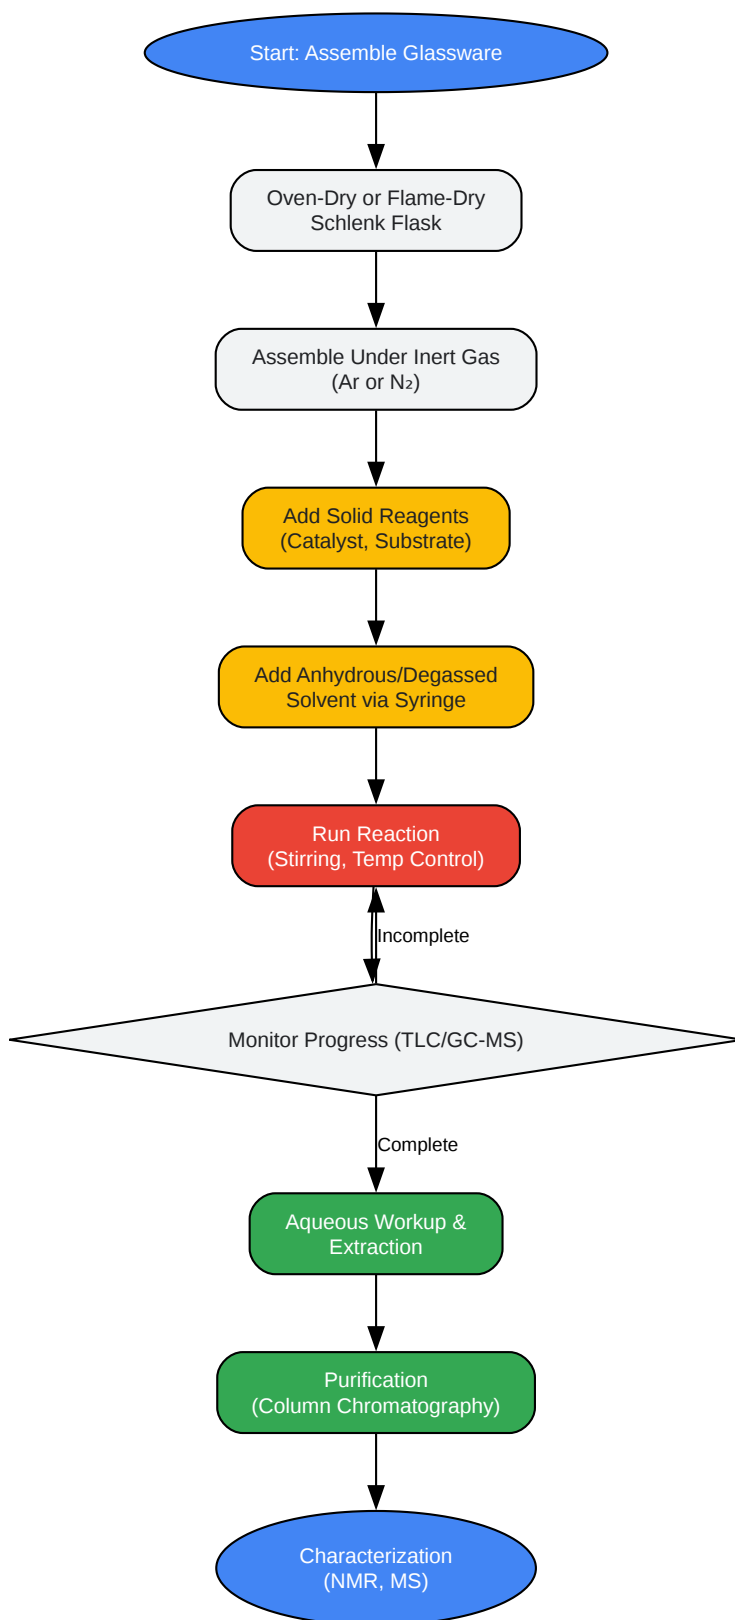 Start: Assemble Glassware
Oven-Dry or Flame-Dry
Schlenk Flask
Assemble Under Inert Gas
(Ar or N₂)
Add Solid Reagents
(Catalyst, Substrate)
Add Anhydrous/Degassed
Solvent via Syringe
Run Reaction
(Stirring, Temp Control)
Incomplete
Monitor Progress (TLC/GC-MS)
Complete
Aqueous Workup &
Extraction
Purification
(Column Chromatography)
Characterization
(NMR, MS)